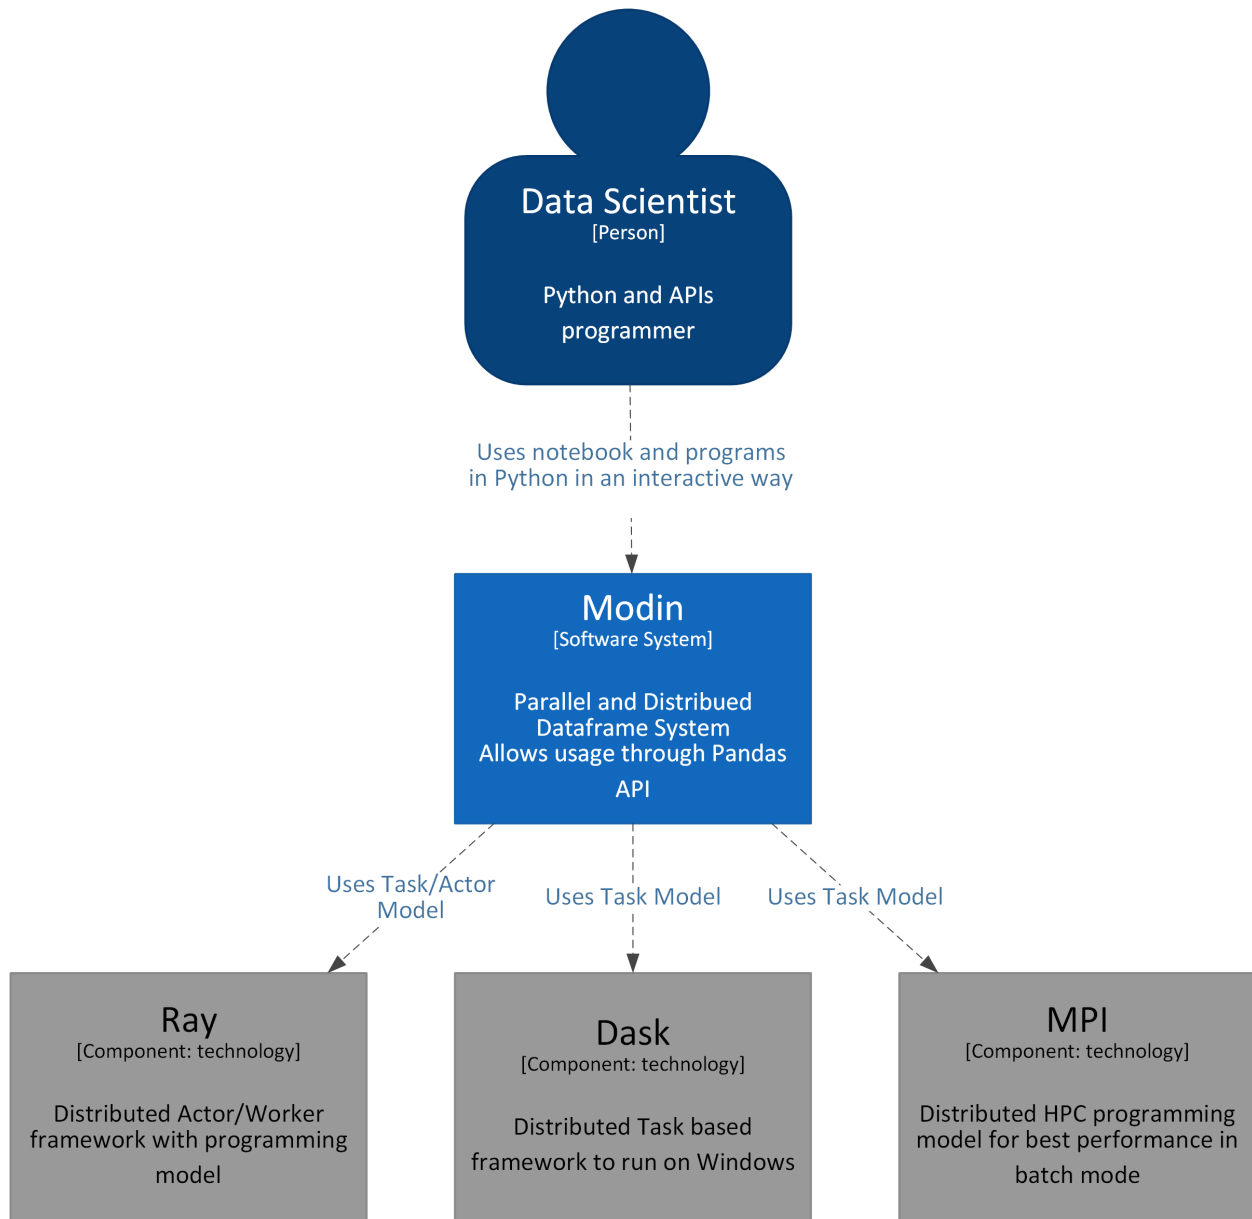 Data Scientist
[Person]
Python and APIs
programmer
Uses notebook and programs
in Python in an interactive way
Modin
[Software System]
Parallel and Distribued
Dataframe System
Allows usage through Pandas
API
Uses Task/Actor
Model
Uses Task Model
Uses Task Model
Ray
[Component: technology]
Distributed Actor/Worker
framework with programming
model
Dask
[Component: technology]
Distributed Task based
framework to run on Windows
MPI
[Component: technology]
Distributed HPC programming
model for best performance in
batch mode